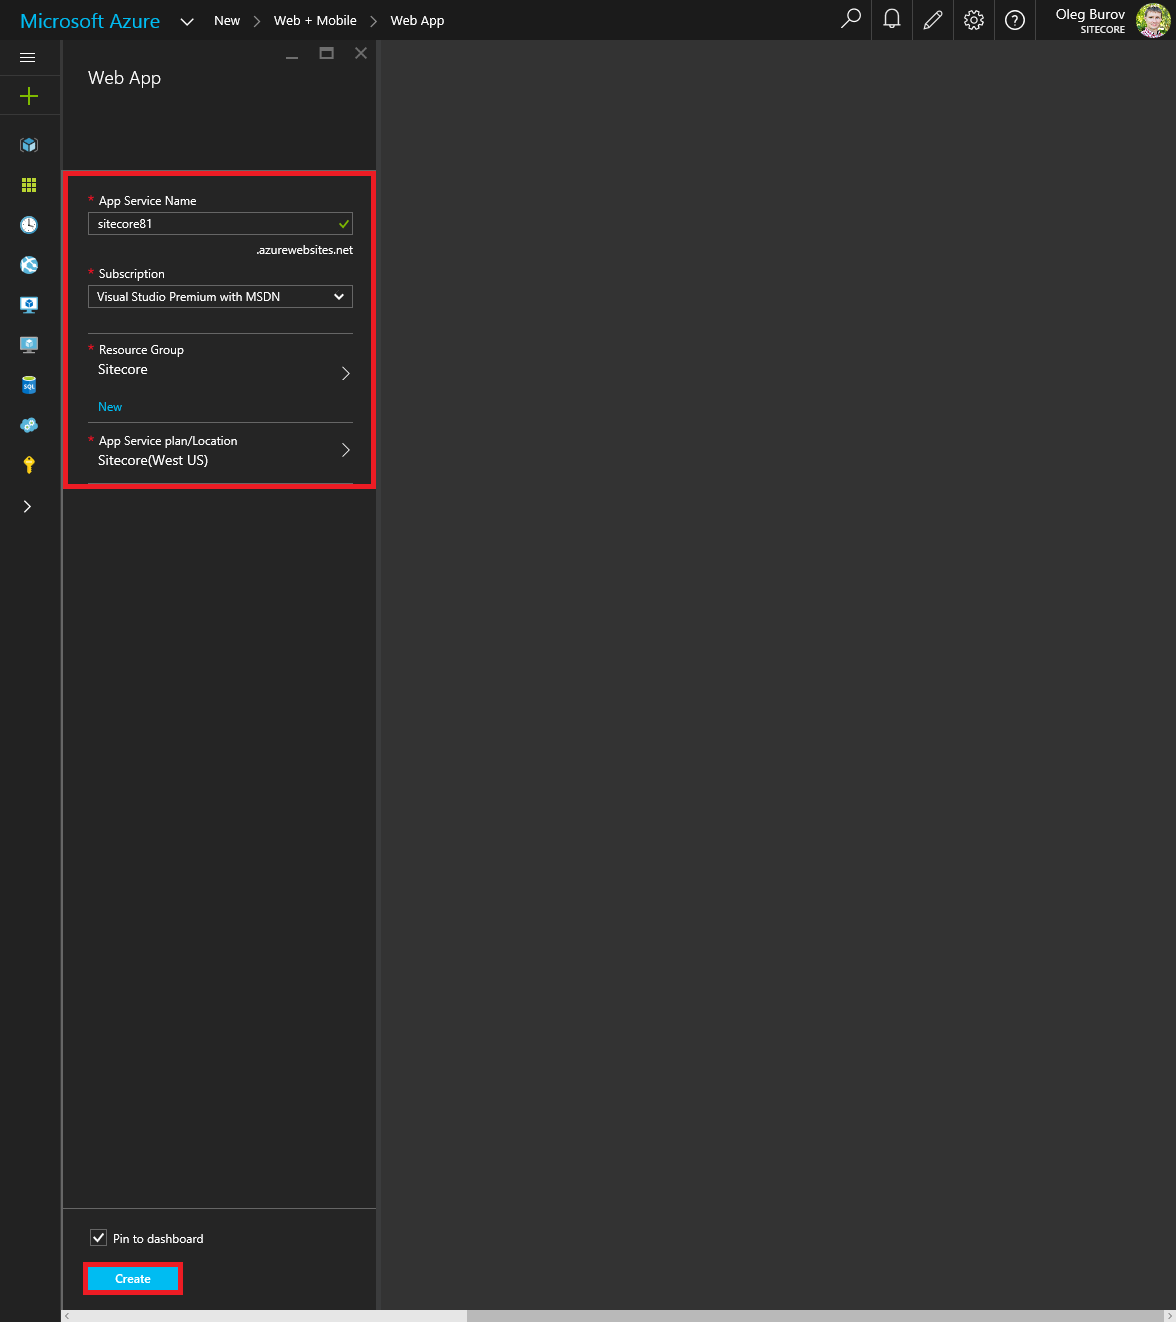 Microsoft Azure New Web + Mobile Web App
Oleg Burov
SITECORE
Web App
* App Service Name
sitecore81
.azurewebsites.net
* Subscription
Visual Studio Premium with MSDN
* Resource Group
Sitecore
New
* App Service plan/Location
Sitecore(West US)
SQL
Pin to dashboard
Create